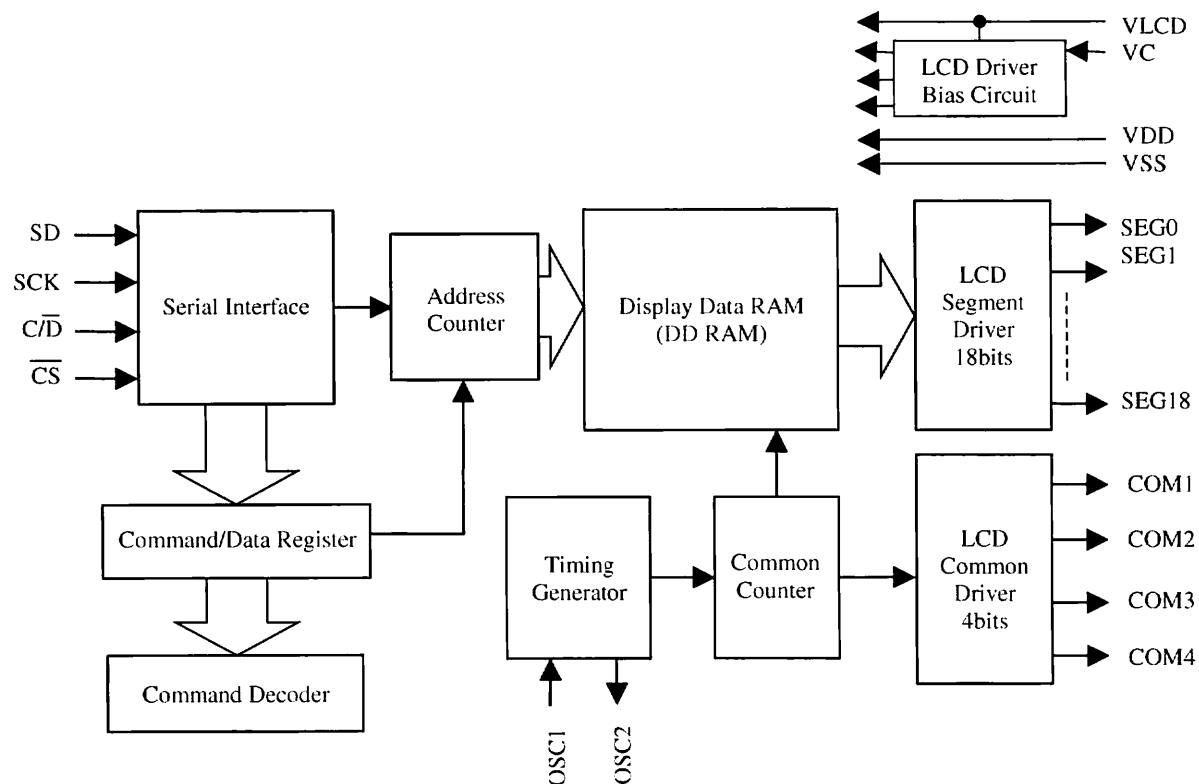 VLCD
VC
LCD Driver
Bias Circuit
VDD
VSS
SD
SCK
C/D̅
C̅S̅
Serial Interface
Address
Counter
Display Data RAM
(DD RAM)
LCD
Segment
Driver
18bits
SEG0
SEG1
SEG18
Command/Data Register
Command Decoder
Timing
Generator
OSC1
OSC2
Common
Counter
LCD
Common
Driver
4bits
COM1
COM2
COM3
COM4